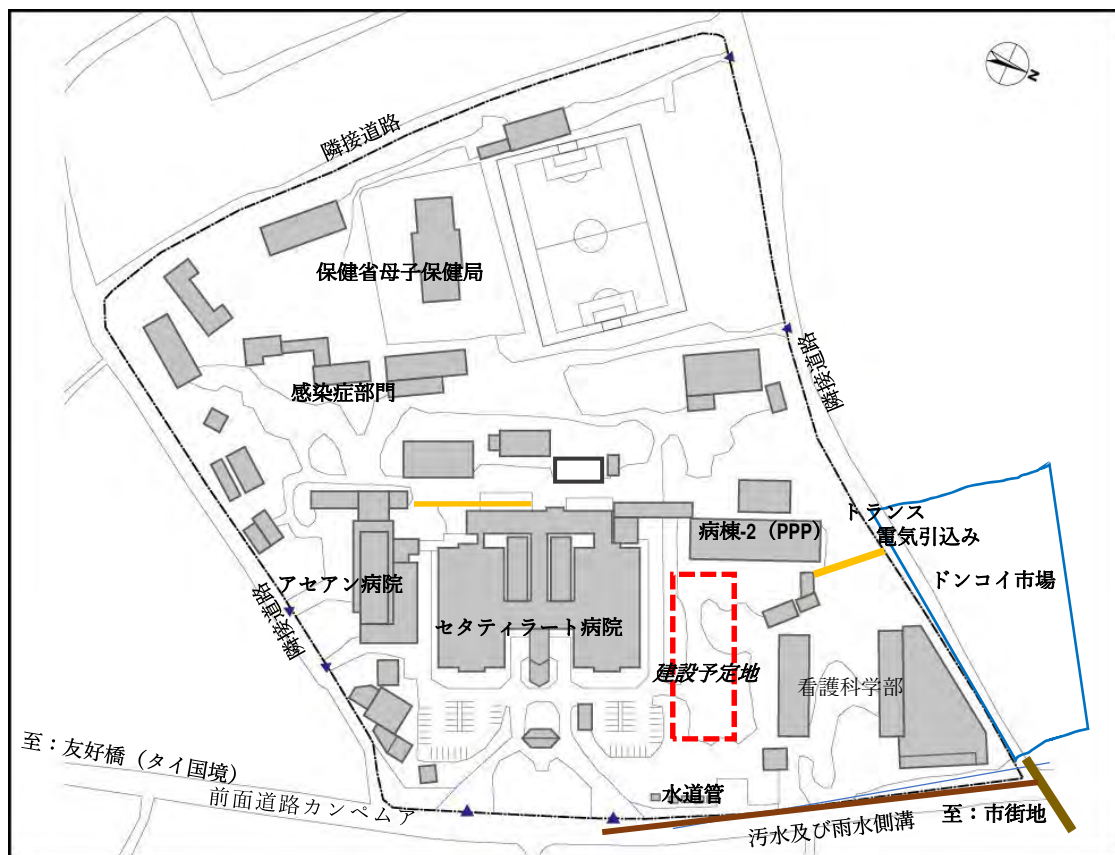 N
隣接道路
保健省母子保健局
隣接道路
感染症部門
トランス
電気引込み
病棟-2（PPP）
ドンコイ市場
アセアン病院
セタティラート病院
隣接道路
建設予定地
看護科学部
至：友好橋（タイ国境）
前面道路カンペムア
水道管
汚水及び雨水側溝
至：市街地